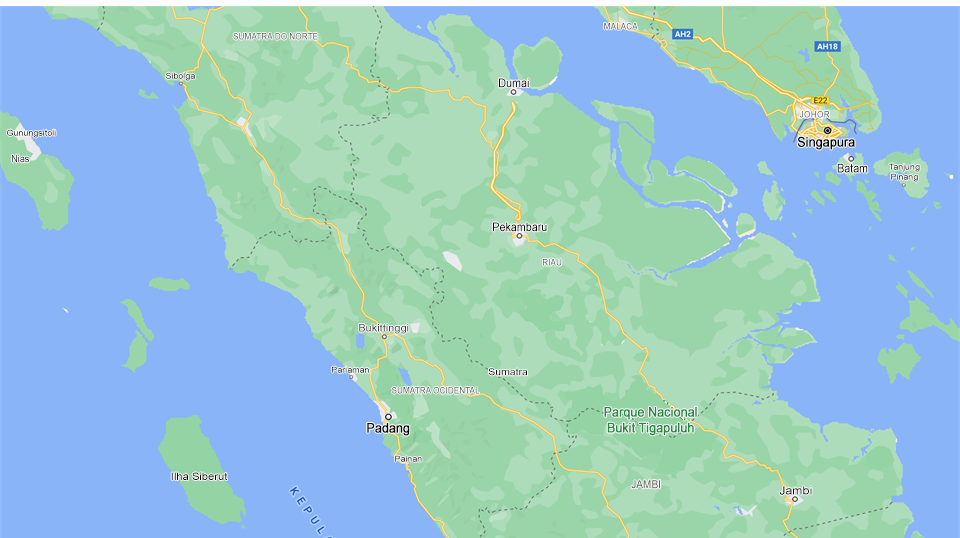 MALACA
AH2
SUMATRA DO NORTE
AH18
Sibolga
Dumai
E22
JOHOR
Gunungsitoli
Singapura
Nias
Batam
Tanjung
Pinang
Pekambaru
RIAU
Bukittinggi
Pariaman
Sumatra
SUMATRA OCIDENTAL
Parque Nacional
Bukit Tigapuluh
Padang
Painan
Ilha Siberut
JAMBI
Jambi
KEPUL